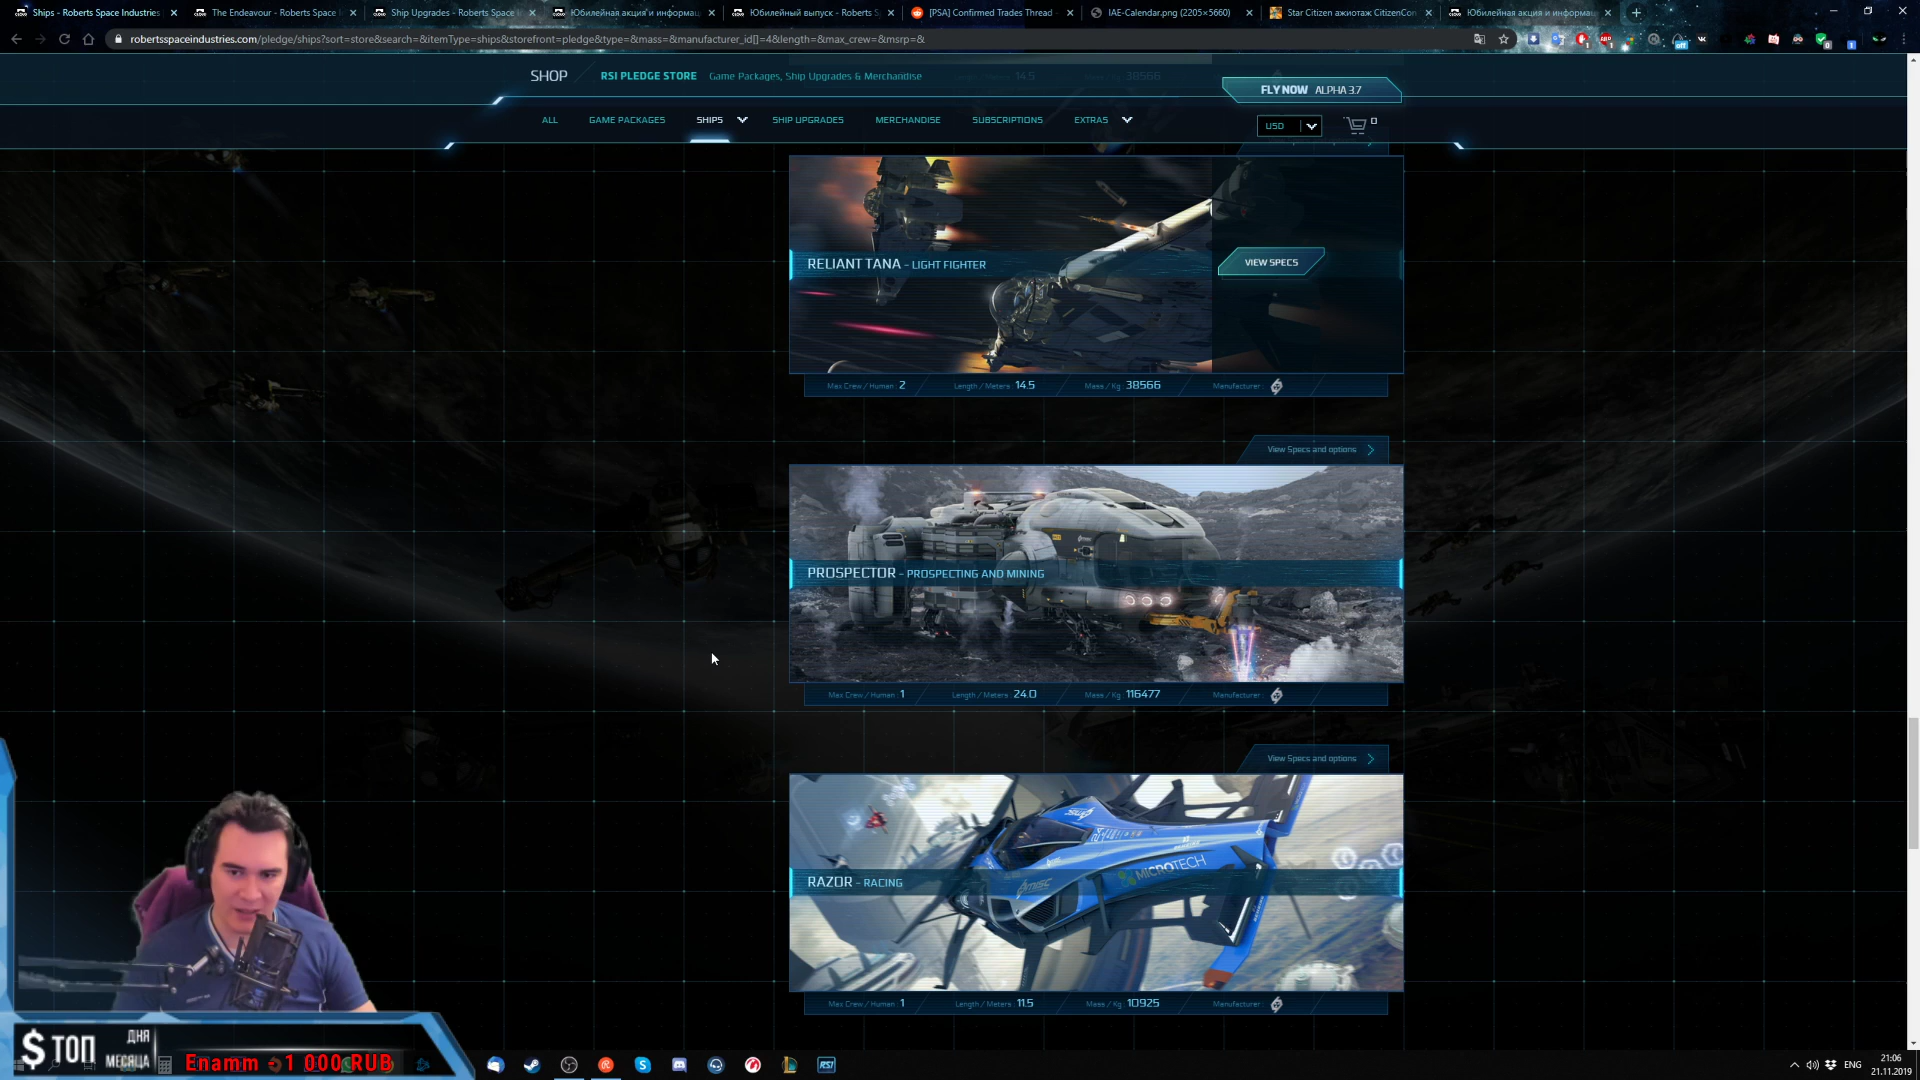 Ships - Roberts Space Industries
The Endeavour - Roberts Space I
Ship Upgrades - Roberts Space I
Юбилейная акция и информац
Юбилейный выпуск - Roberts S
[PSA] Confirmed Trades Thread -
IAE-Calendar.png (2205×5660)
Star Citizen ажиотаж CitizenCon
Юбилейная акция и информац
robertsspaceindustries.com/pledge/ships?sort=store&search=&itemType=ships&storefront=pledge&type=&mass=&manufacturer_id[]=4&length=&max_crew=&msrp=&
SHOP
RSI PLEDGE STORE
Game Packages, Ship Upgrades & Merchandise
FLY NOW ALPHA 3.7
ALL
GAME PACKAGES
SHIPS
SHIP UPGRADES
MERCHANDISE
SUBSCRIPTIONS
EXTRAS
USD
0
RELIANT TANA - LIGHT FIGHTER
VIEW SPECS
Max Crew / Human : 2
Length / Meters : 14.5
Mass / Kg : 38566
Manufacturer :
View Specs and options
PROSPECTOR - PROSPECTING AND MINING
Max Crew / Human : 1
Length / Meters : 24.0
Mass / Kg : 116477
Manufacturer :
View Specs and options
MICROTECH
MISC
RAZOR - RACING
Max Crew / Human : 1
Length / Meters : 11.5
Mass / Kg : 10925
Manufacturer :
$ ТОП
ДНЯ
МЕСЯЦА
Enamm - 1 000 RUB
RSI
ENG
21:06
21.11.2019